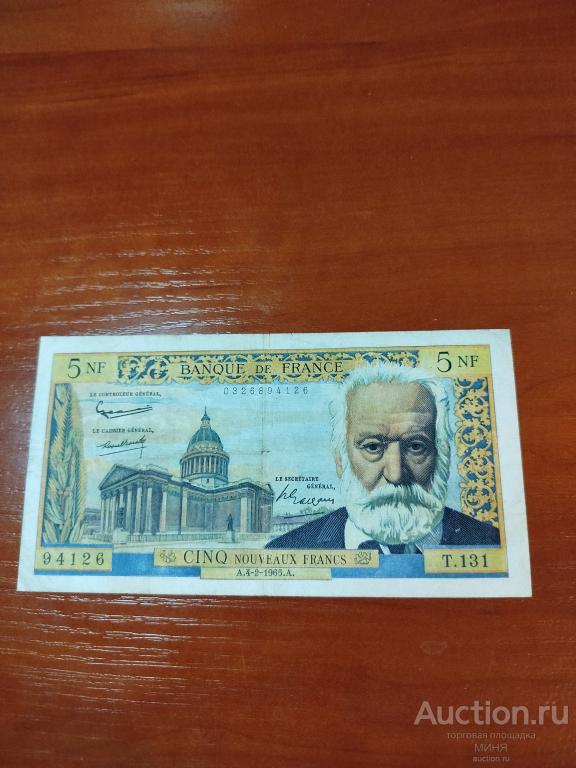 5 NF BANQUE DE FRANCE 5 NF
0326894126
LE CONTROLEUR GÉNÉRAL,
LE CAISSIER GÉNÉRAL,
LE SECRÉTAIRE
GÉNÉRAL,
94126 CINQ NOUVEAUX FRANCS T.131
A.4-2-1965.A.
Auction.ru
торговая площадка
МИНЯ
auction.ru